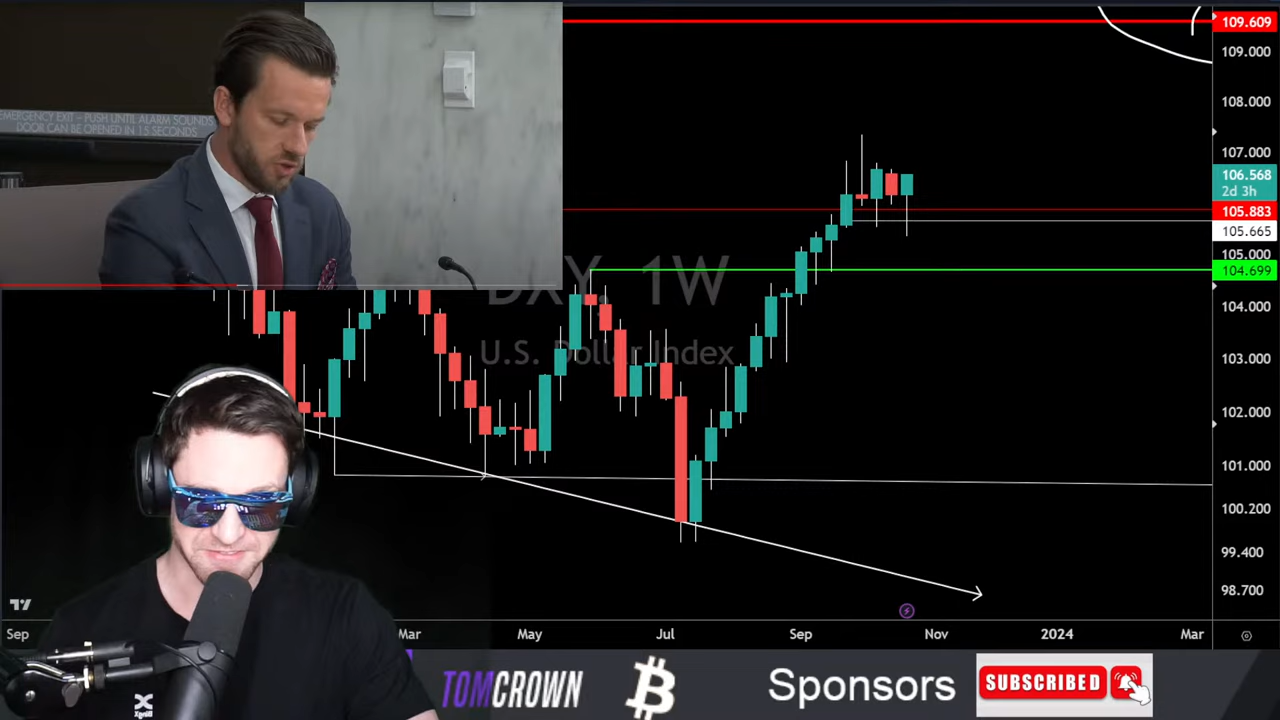 EMERGENCY EXIT – PUSH UNTIL ALARM SOUNDS
DOOR CAN BE OPENED IN 15 SECONDS
109.609
109.000
108.000
107.000
106.568
2d 3h
105.883
105.665
105.000
104.699
104.000
103.000
102.000
101.000
100.200
99.400
98.700
DXY, 1W
U.S. Dollar Index
Sep
Mar
May
Jul
Sep
Nov
2024
Mar
TOMCROWN
Sponsors
SUBSCRIBED